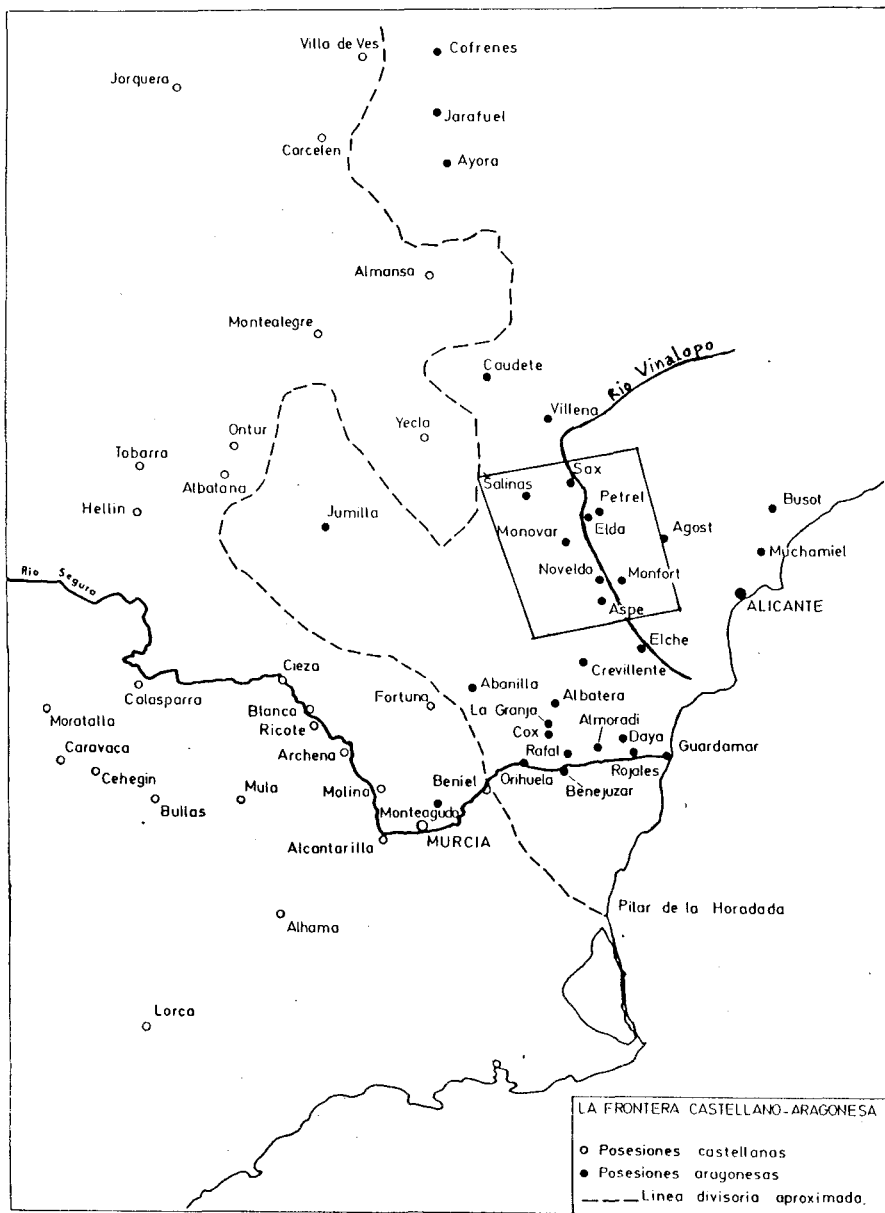 Villa de Ves
Cofrenes
Jorquera
Jarafuel
Carcelen
Ayora
Almansa
Montealegre
Caudete
Rio Vinalopo
Villena
Yecla
Ontur
Tobarra
Albatana
Sax
Salinas
Petrel
Busot
Hellin
Jumilla
Elda
Agost
Monovar
Muchamiel
Rio Segura
Novelda
Monfort
ALICANTE
Aspe
Elche
Crevillente
Cieza
Calasparra
Abanilla
Fortuna
Albatera
Moratalla
Blanca
La Granja
Almoradi
Ricote
Cox
Daya
Caravaca
Archena
Rafal
Guardamar
Cehegin
Beniel
Orihuela
Rojales
Mula
Molina
Benejuzar
Bullas
Monteagudo
MURCIA
Alcantarilla
Pilar de la Horadada
Alhama
Lorca
LA FRONTERA CASTELLANO-ARAGONESA
Posesiones castellanas
Posesiones aragonesas
Linea divisoria aproximada.